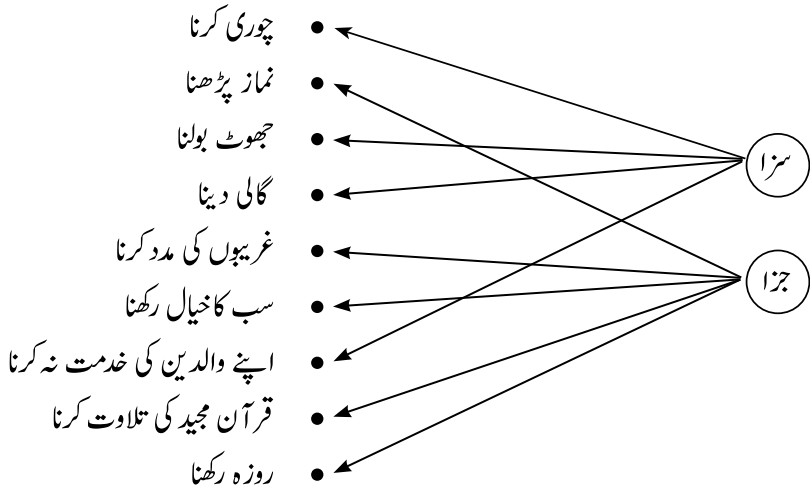 چوری کرنا
نماز پڑھنا
جھوٹ بولنا
گالی دینا
غریبوں کی مدد کرنا
سب کا خیال رکھنا
اپنے والدین کی خدمت نہ کرنا
قرآن مجید کی تلاوت کرنا
روزہ رکھنا
سزا
جزا